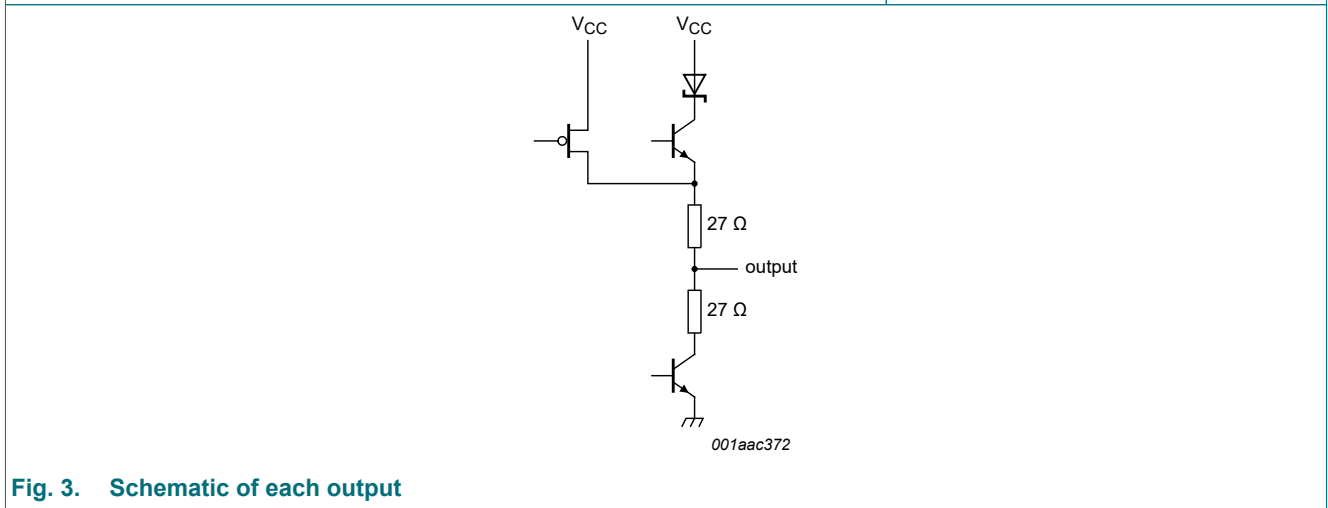 VCC VCC
27 Ω
output
27 Ω
001aac372
Fig. 3. Schematic of each output